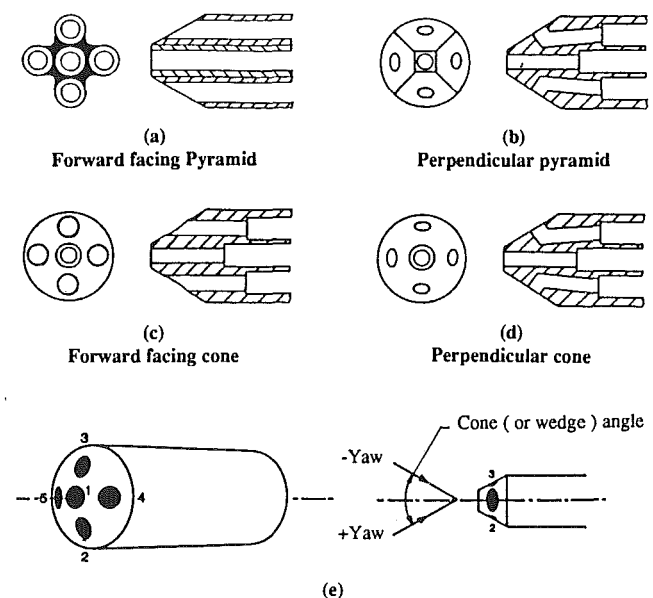 (a)
Forward facing Pyramid
(b)
Perpendicular pyramid
(c)
Forward facing cone
(d)
Perpendicular cone
Cone ( or wedge ) angle
-Yaw
+Yaw
3
-5
1
4
2
3
2
(e)